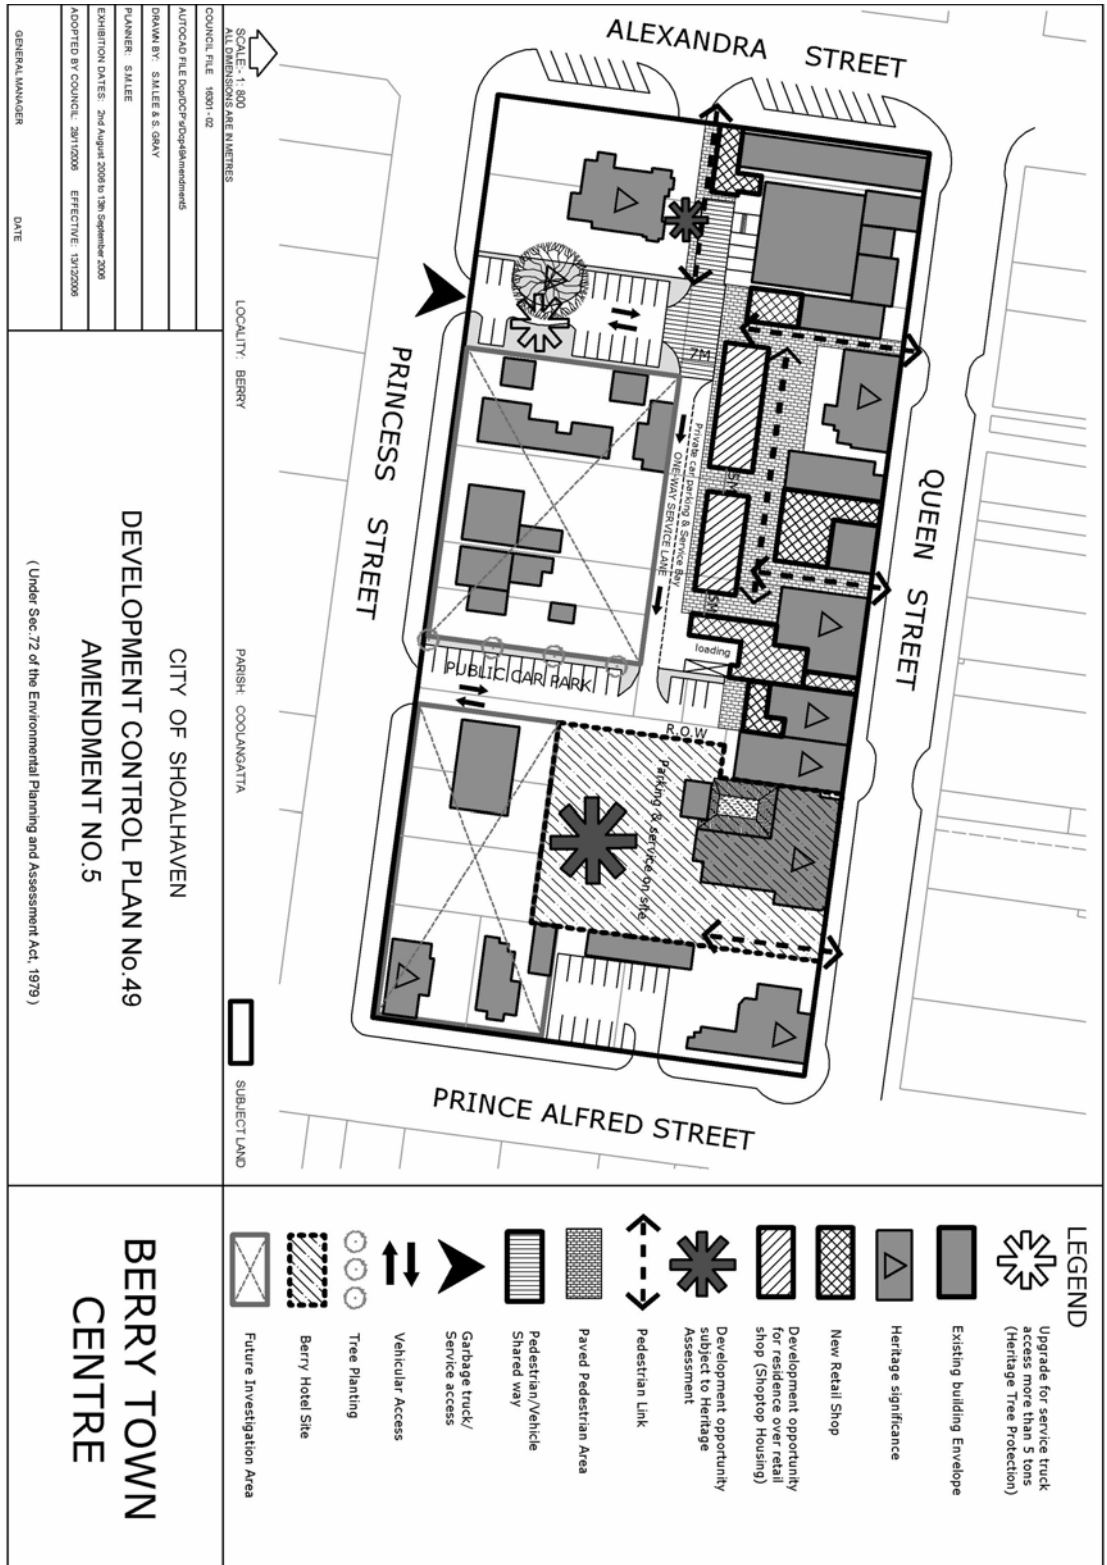 ALEXANDRA STREET
QUEEN STREET
PRINCESS STREET
PRINCE ALFRED STREET
7M
5M
5M
Private car parking & Service Bay
ONE-WAY SERVICE LANE
loading
PUBLIC CAR PARK
R.O.W
Parking & service on site
LEGEND
Upgrade for service truck
access more than 5 tons
(Heritage Tree Protection)
Existing building Envelope
Heritage significance
New Retail Shop
Development opportunity
for residence over retail
shop (Shoptop Housing)
Development opportunity
subject to Heritage
Assessment
Pedestrian Link
Paved Pedestrian Area
Pedestrian/Vehicle
Shared way
Garbage truck/
Service access
Vehicular Access
Tree Planting
Berry Hotel Site
Future Investigation Area
SCALE:- 1: 800
ALL DIMENSIONS ARE IN METRES
LOCALITY: BERRY
PARISH: COOLANGATTA
SUBJECT LAND
COUNCIL FILE 16301 - 02
AUTOCAD FILE Dcp/DCP's/Dcp49Amendment5
DRAWN BY: S.M.LEE & S. GRAY
PLANNER: S.M.LEE
EXHIBITION DATES: 2nd August 2006 to 13th September 2006
ADOPTED BY COUNCIL: 28/11/2006 EFFECTIVE: 13/12/2006
GENERAL MANAGER DATE
CITY OF SHOALHAVEN
DEVELOPMENT CONTROL PLAN No.49
AMENDMENT NO.5
( Under Sec.72 of the Environmental Planning and Assessment Act, 1979 )
BERRY TOWN
CENTRE